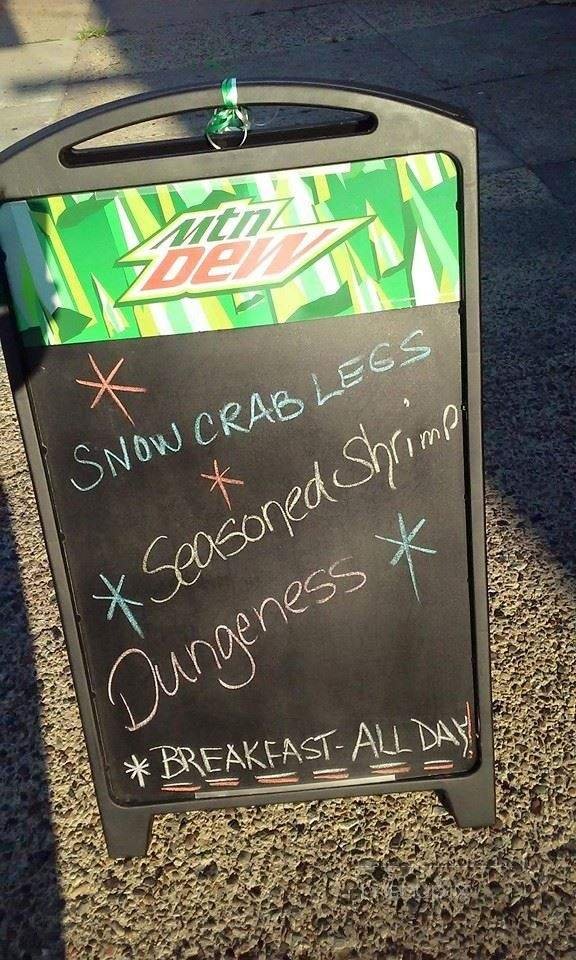 Mtn
Dew
* SNOW CRAB LEGS
* Seasoned Shrimp
* Dungeness *
* BREAKFAST - ALL DAY!